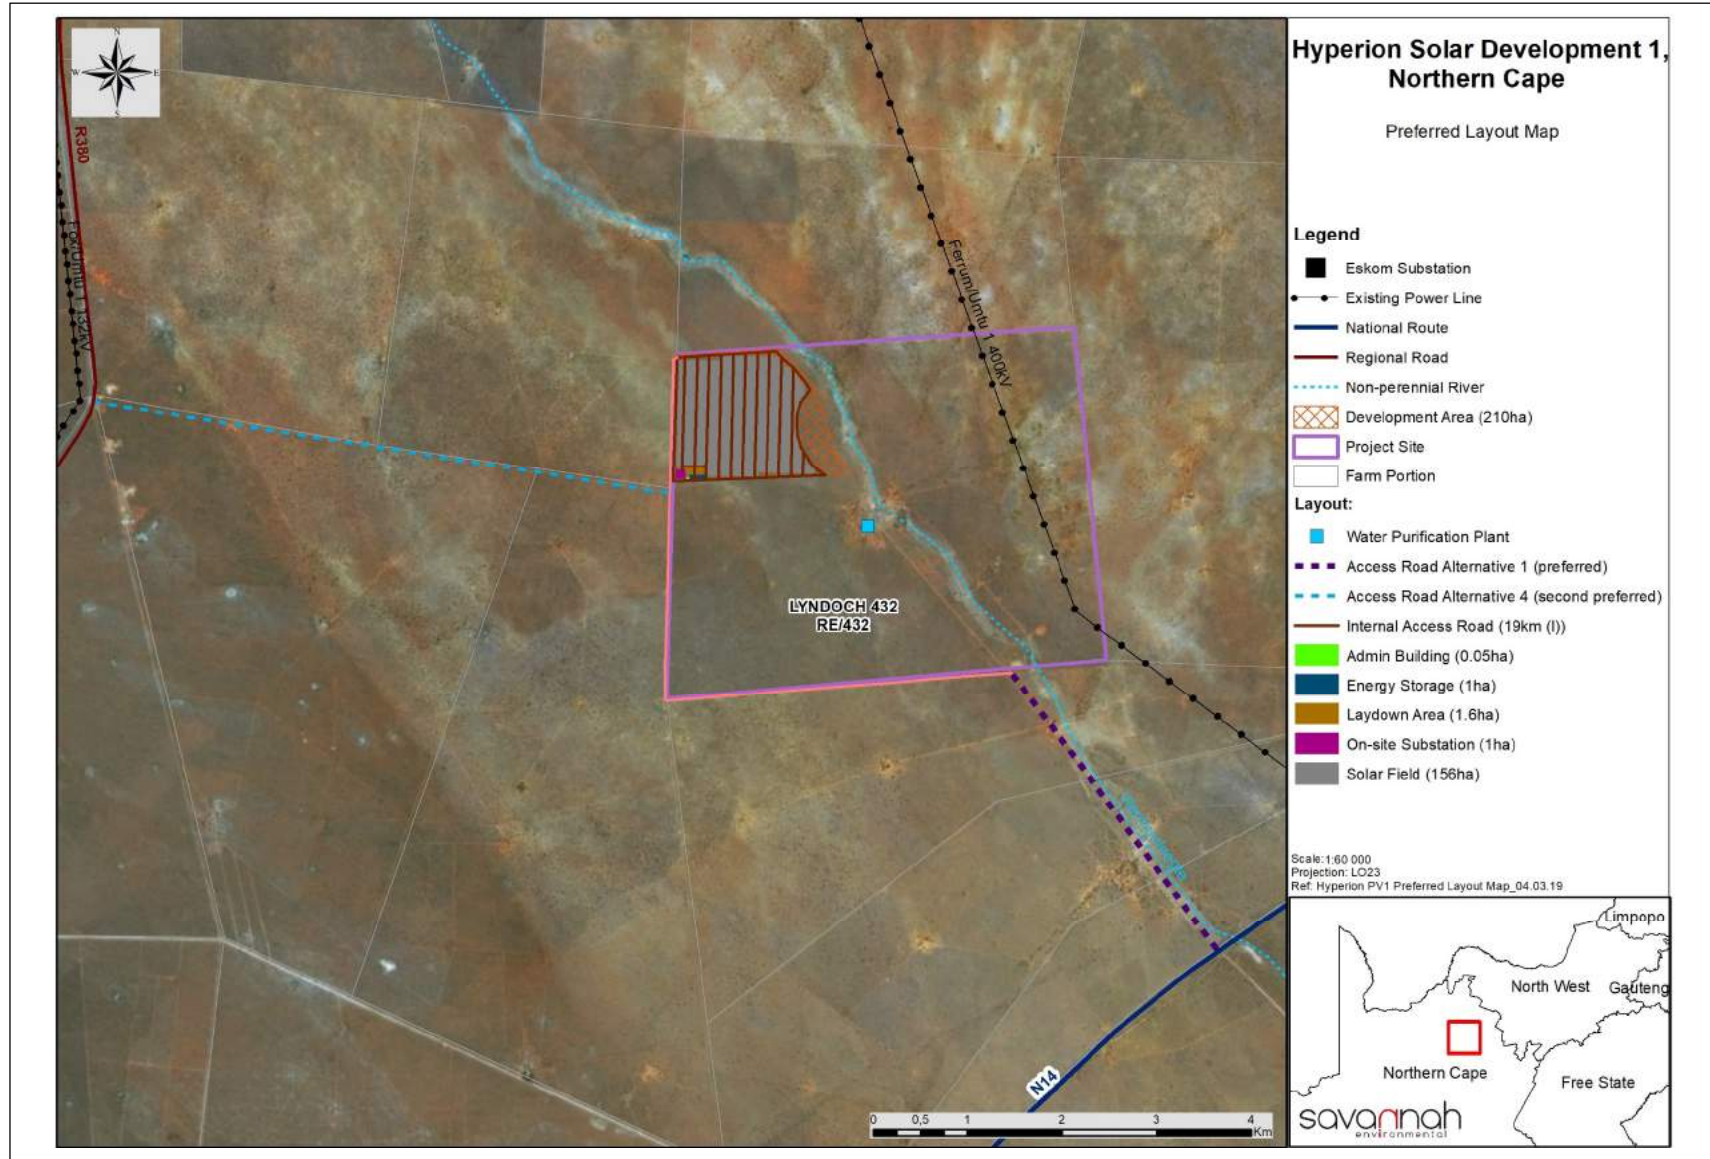 Hyperion Solar Development 1,
Northern Cape
Preferred Layout Map
Legend
Eskom Substation
Existing Power Line
National Route
Regional Road
Non-perennial River
Development Area (210ha)
Project Site
Farm Portion
Layout:
Water Purification Plant
Access Road Alternative 1 (preferred)
Access Road Alternative 4 (second preferred)
Internal Access Road (19km (l))
Admin Building (0.05ha)
Energy Storage (1ha)
Laydown Area (1.6ha)
On-site Substation (1ha)
Solar Field (156ha)
Scale:1:60 000
Projection: LO23
Ref: Hyperion PV1 Preferred Layout Map_04.03.19
Limpopo
North West
Gauteng
Northern Cape
Free State
savannah
environmental
N
W
E
S
R380
Ferrum/Umtu 1 400kV
LYNDOCH 432
RE/432
N14
0 0,5 1 2 3 4
Km